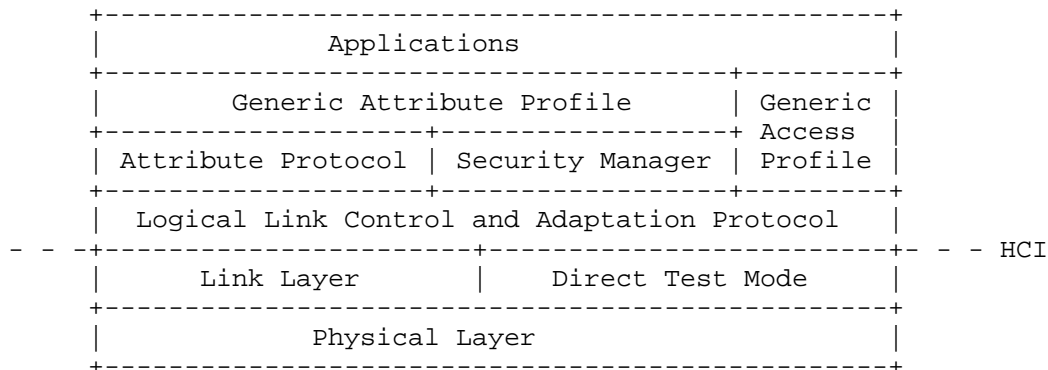 Applications
Generic Attribute Profile | Generic
Access
Attribute Protocol | Security Manager | Profile
Logical Link Control and Adaptation Protocol
HCI
Link Layer | Direct Test Mode
Physical Layer